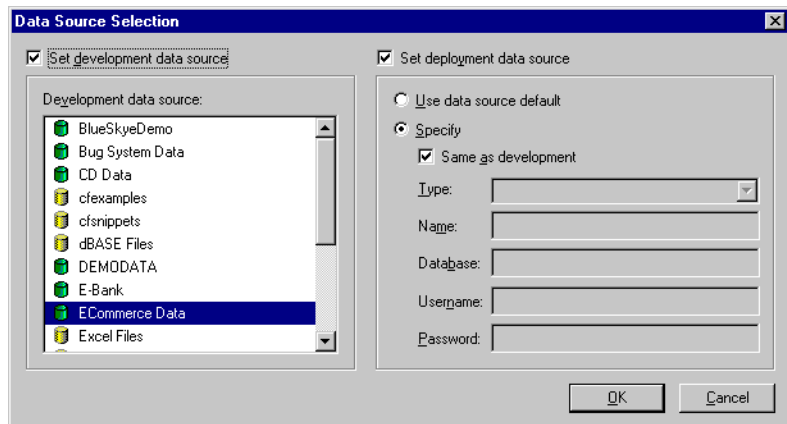 Data Source Selection
Set development data source
Development data source:
BlueSkyeDemo
Bug System Data
CD Data
cfexamples
cfsnippets
dBASE Files
DEMODATA
E-Bank
ECommerce Data
Excel Files
Set deployment data source
Use data source default
Specify
Same as development
Type:
Name:
Database:
Username:
Password:
OK
Cancel